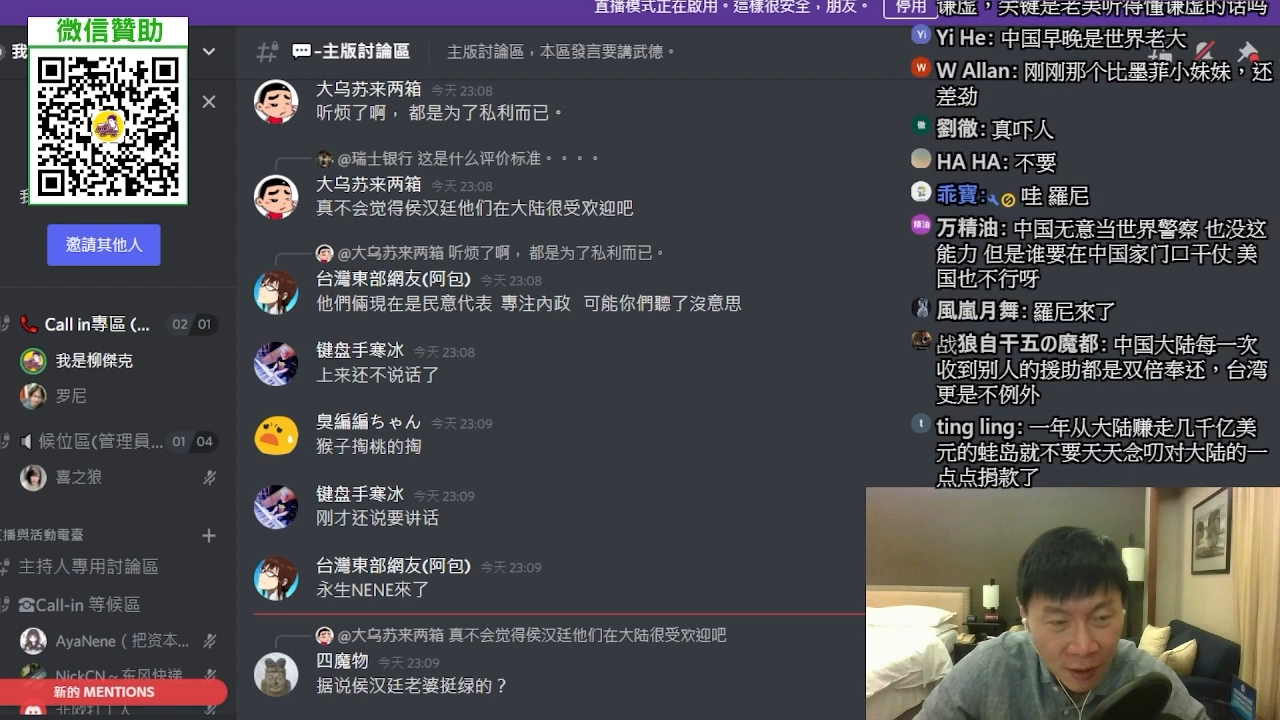 直播模式正在啟用。這樣很安全，朋友。
停用
微信贊助
我
邀請其他人
Call in專區 (...
02 01
我是柳傑克
罗尼
候位區(管理員...
01 04
喜之狼
直播與活動電臺
主持人專用討論區
Call-in 等候區
AyaNene（把资本...
NickCN～东风快递
新的 MENTIONS
北欧打工人
-主版討論區
主版討論區，本區發言要講武德。
大乌苏来两箱 今天 23:08
听烦了啊， 都是为了私利而已。
@瑞士银行 这是什么评价标准。。。。
大乌苏来两箱 今天 23:08
真不会觉得侯汉廷他们在大陆很受欢迎吧
@大乌苏来两箱 听烦了啊， 都是为了私利而已。
台灣東部網友(阿包) 今天 23:08
他們倆現在是民意代表 專注內政 可能你們聽了沒意思
键盘手寒冰 今天 23:08
上来还不说话了
臭編編ちゃん 今天 23:09
猴子掏桃的掏
键盘手寒冰 今天 23:09
刚才还说要讲话
台灣東部網友(阿包) 今天 23:09
永生NENE來了
@大乌苏来两箱 真不会觉得侯汉廷他们在大陆很受欢迎吧
四魔物 今天 23:09
据说侯汉廷老婆挺绿的？
谦虚，关键是老美听得懂谦虚的话吗
Yi He: 中国早晚是世界老大
W Allan: 刚刚那个比墨菲小妹妹，还
差劲
劉徹: 真吓人
HA HA: 不要
乖寶: 哇 羅尼
万精油: 中国无意当世界警察 也没这
能力 但是谁要在中国家门口干仗 美
国也不行呀
風嵐月舞: 羅尼來了
战狼自干五の魔都: 中国大陆每一次
收到别人的援助都是双倍奉还，台湾
更是不例外
ting ling: 一年从大陆赚走几千亿美
元的蛙岛就不要天天念叨对大陆的一
点点捐款了